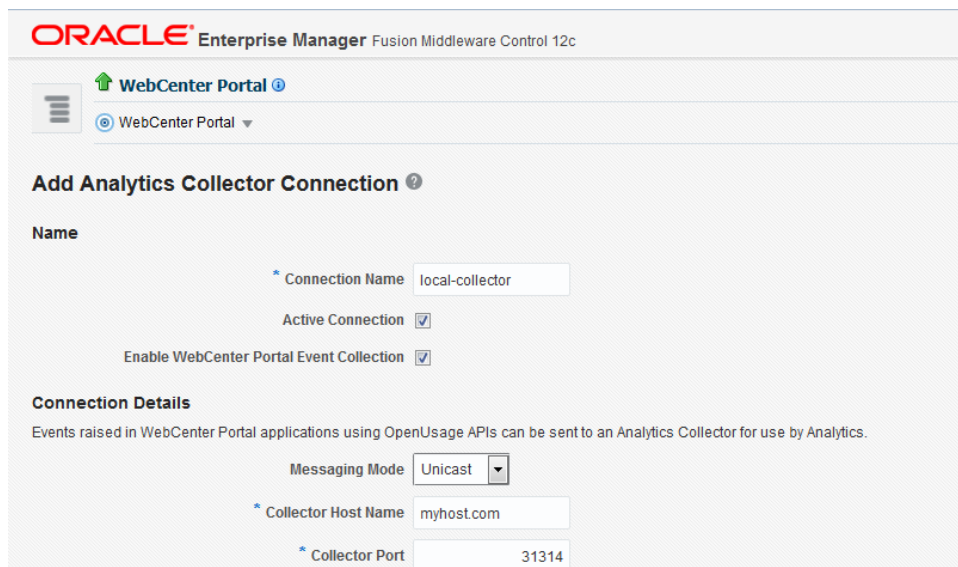 ORACLE Enterprise Manager Fusion Middleware Control 12c
WebCenter Portal
WebCenter Portal
Add Analytics Collector Connection
Name
* Connection Name local-collector
Active Connection
Enable WebCenter Portal Event Collection
Connection Details
Events raised in WebCenter Portal applications using OpenUsage APIs can be sent to an Analytics Collector for use by Analytics.
Messaging Mode Unicast
* Collector Host Name myhost.com
* Collector Port 31314